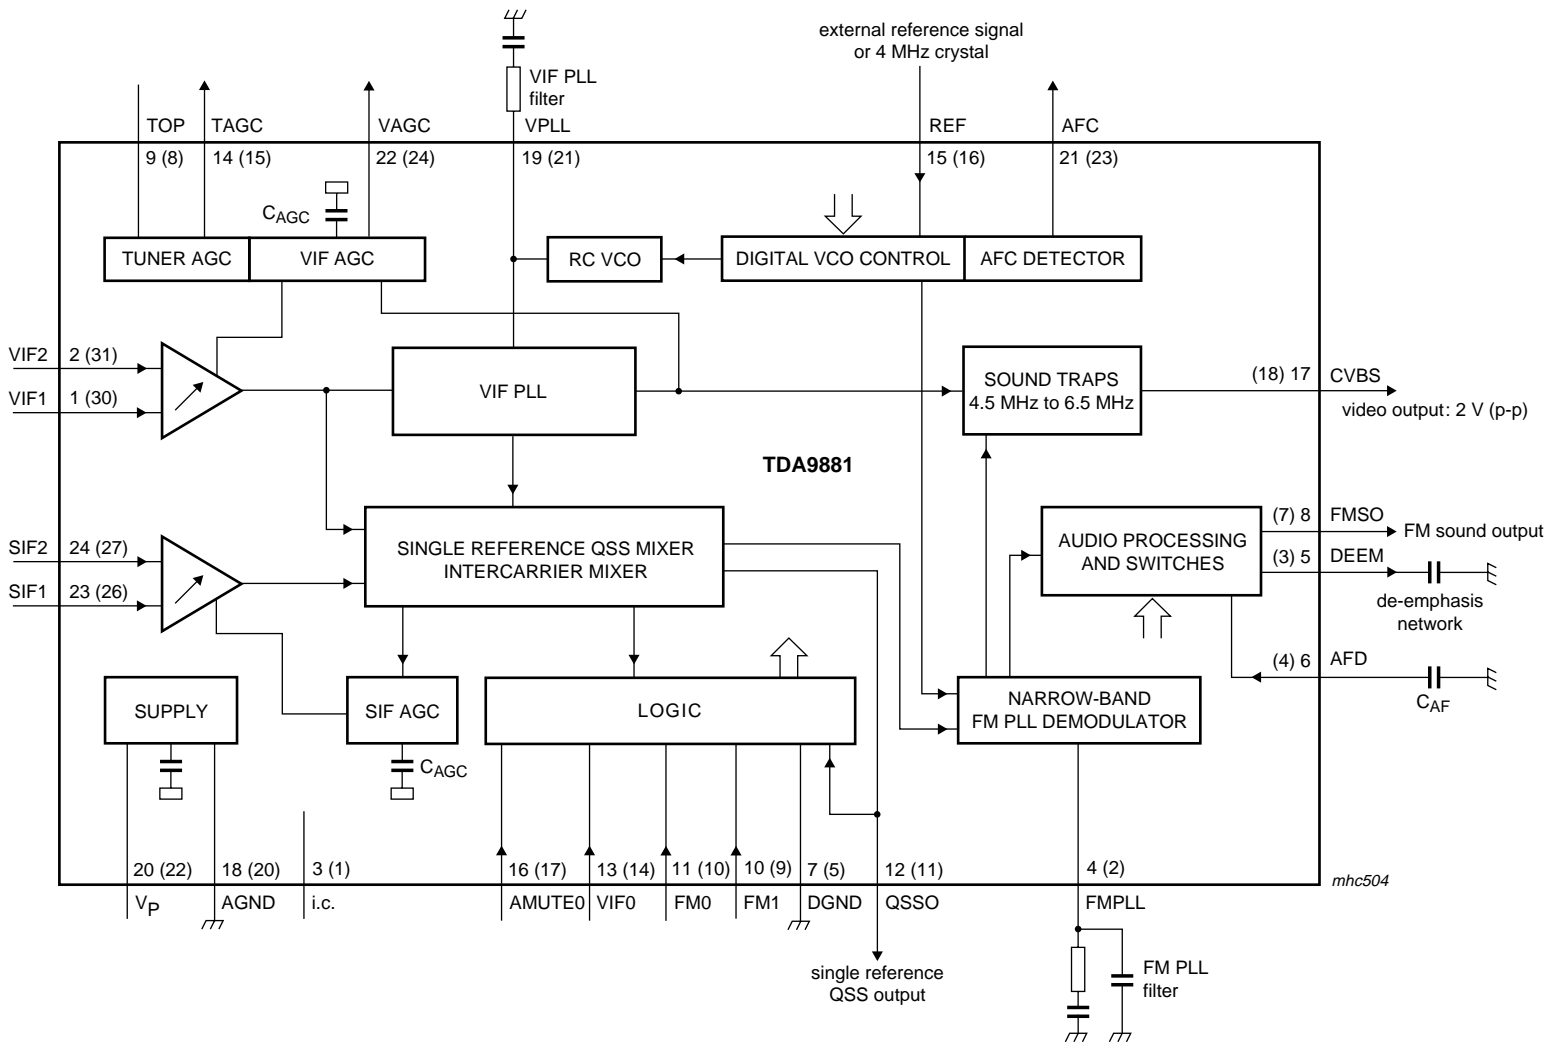 external reference signal
or 4 MHz crystal
VIF PLL
filter
TOP
TAGC
VAGC
VPLL
REF
AFC
9 (8)
14 (15)
22 (24)
19 (21)
15 (16)
21 (23)
CAGC
TUNER AGC
VIF AGC
RC VCO
DIGITAL VCO CONTROL
AFC DETECTOR
VIF2
2 (31)
VIF1
1 (30)
VIF PLL
SOUND TRAPS
4.5 MHz to 6.5 MHz
(18) 17
CVBS
video output: 2 V (p-p)
TDA9881
SIF2
24 (27)
SIF1
23 (26)
SINGLE REFERENCE QSS MIXER
INTERCARRIER MIXER
AUDIO PROCESSING
AND SWITCHES
(7) 8
FMSO
FM sound output
(3) 5
DEEM
de-emphasis
network
(4) 6
AFD
CAF
SUPPLY
SIF AGC
LOGIC
NARROW-BAND
FM PLL DEMODULATOR
CAGC
20 (22)
18 (20)
3 (1)
16 (17)
13 (14)
11 (10)
10 (9)
7 (5)
12 (11)
4 (2)
mhc504
VP
AGND
i.c.
AMUTE0
VIF0
FM0
FM1
DGND
QSSO
FMPLL
single reference
QSS output
FM PLL
filter